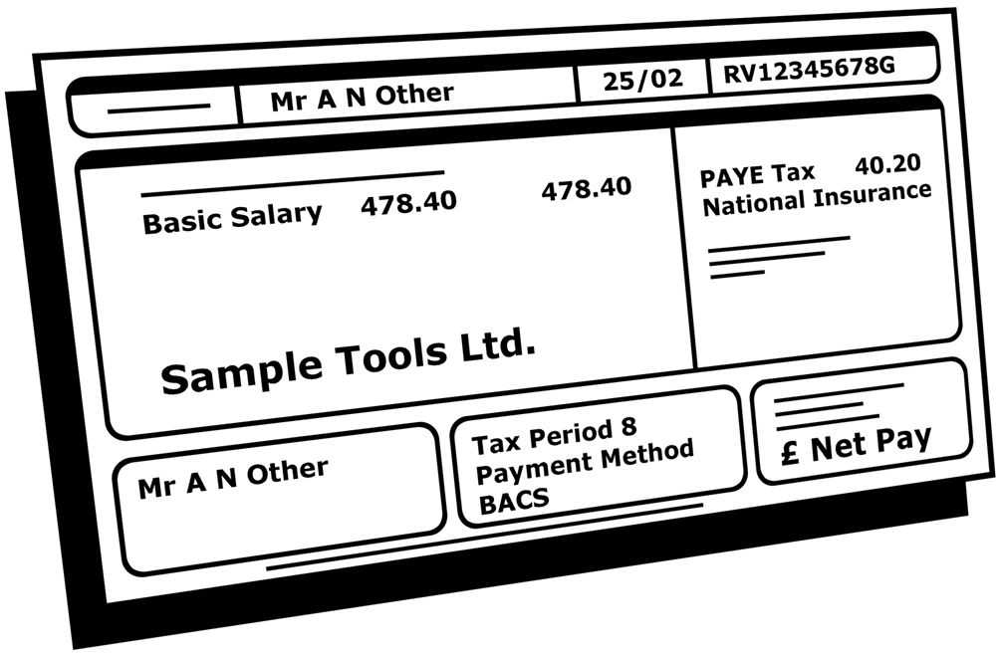 Mr A N Other 25/02 RV12345678G
Basic Salary 478.40 478.40
PAYE Tax 40.20
National Insurance
Sample Tools Ltd.
Mr A N Other
Tax Period 8
Payment Method
BACS
£ Net Pay